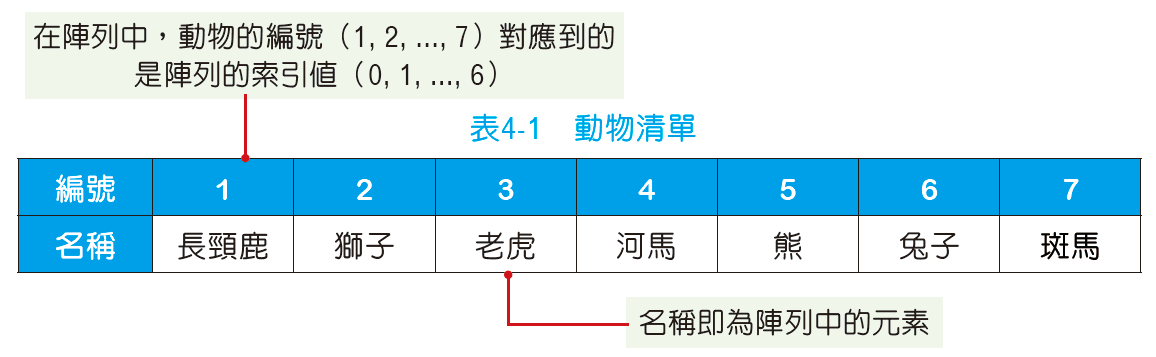 在陣列中，動物的編號（1, 2, ..., 7）對應到的
是陣列的索引值（0, 1, ..., 6）
表4-1　動物清單
編號 1 2 3 4 5 6 7
名稱 長頸鹿 獅子 老虎 河馬 熊 兔子 斑馬
名稱即為陣列中的元素